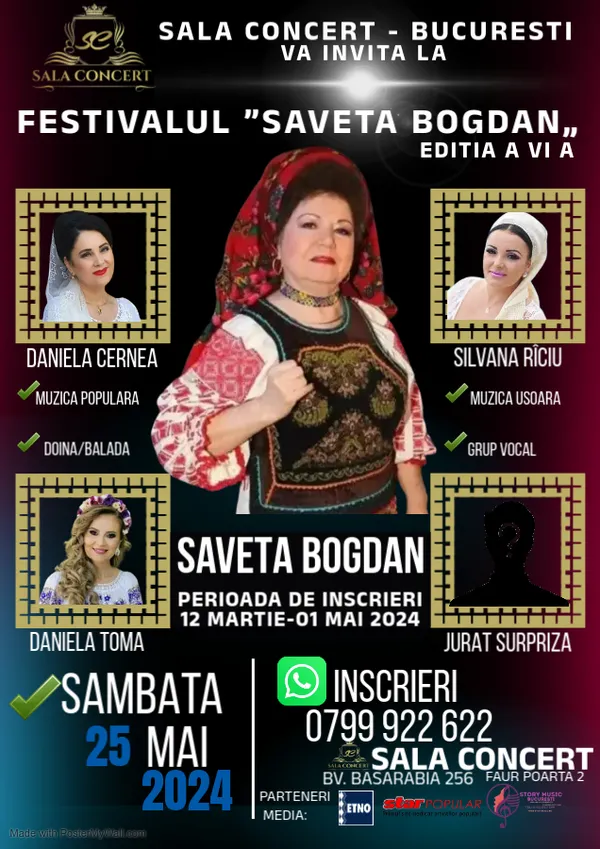 SC
SALA CONCERT
SALA CONCERT - BUCURESTI
VA INVITA LA
FESTIVALUL ”SAVETA BOGDAN„
EDITIA A VI A
DANIELA CERNEA
SILVANA RÎCIU
MUZICA POPULARA
MUZICA USOARA
DOINA/BALADA
GRUP VOCAL
SAVETA BOGDAN
PERIOADA DE INSCRIERI
12 MARTIE-01 MAI 2024
DANIELA TOMA
?
JURAT SURPRIZA
SAMBATA
25 MAI
2024
INSCRIERI
0799 922 622
SALA CONCERT
SALA CONCERT
BV. BASARABIA 256 FAUR POARTA 2
PARTENERI
MEDIA:
ETNO
star POPULAR
STORY MUSIC
BUCURESTI
Made with PosterMyWall.com